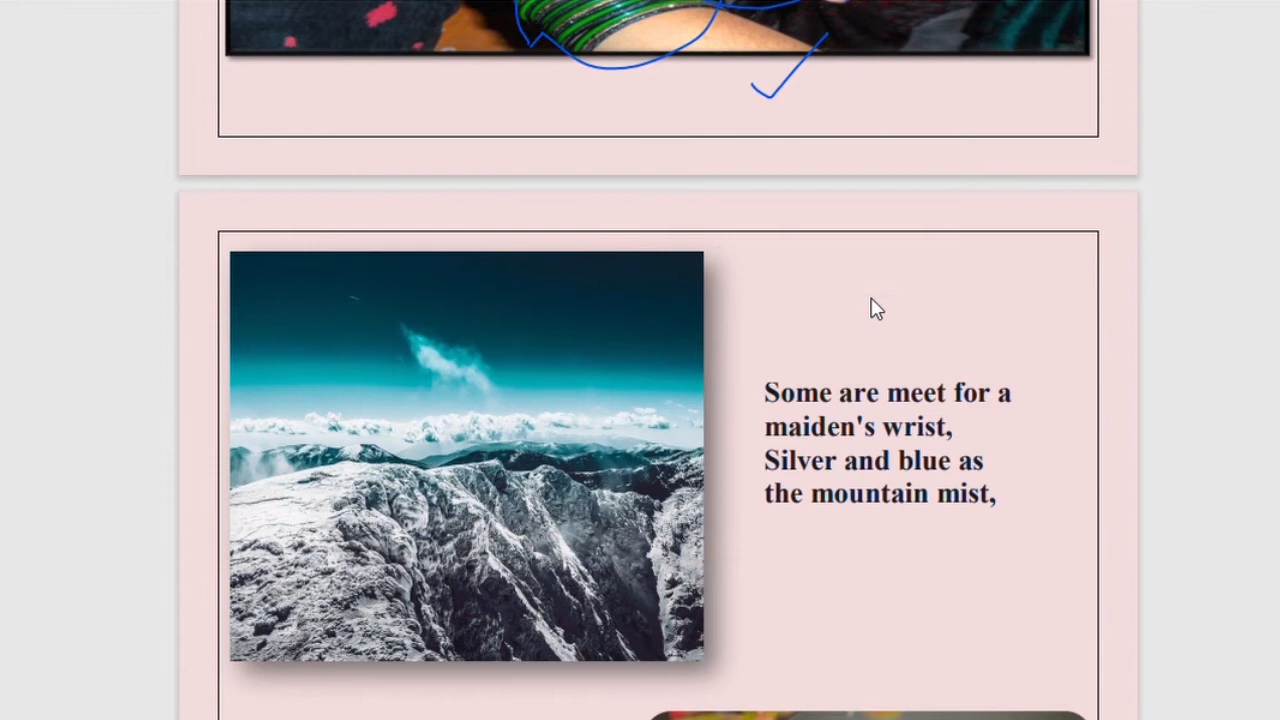 Some are meet for a
maiden's wrist,
Silver and blue as
the mountain mist,